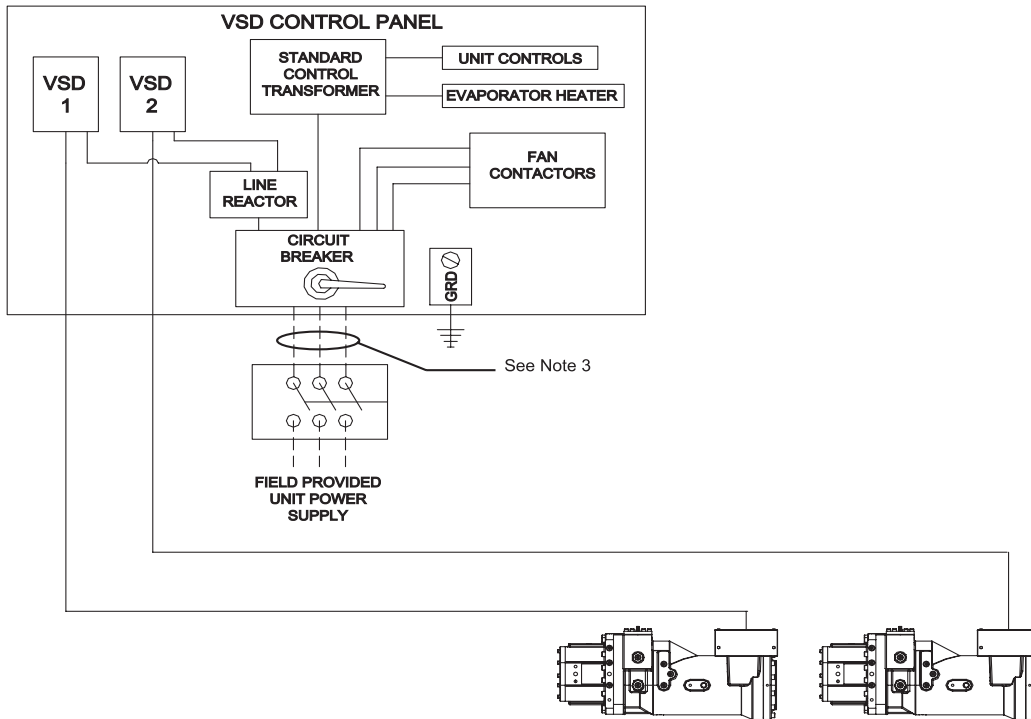 VSD CONTROL PANEL
VSD
1
VSD
2
STANDARD
CONTROL
TRANSFORMER
UNIT CONTROLS
EVAPORATOR HEATER
FAN
CONTACTORS
LINE
REACTOR
CIRCUIT
BREAKER
GRD
See Note 3
FIELD PROVIDED
UNIT POWER
SUPPLY